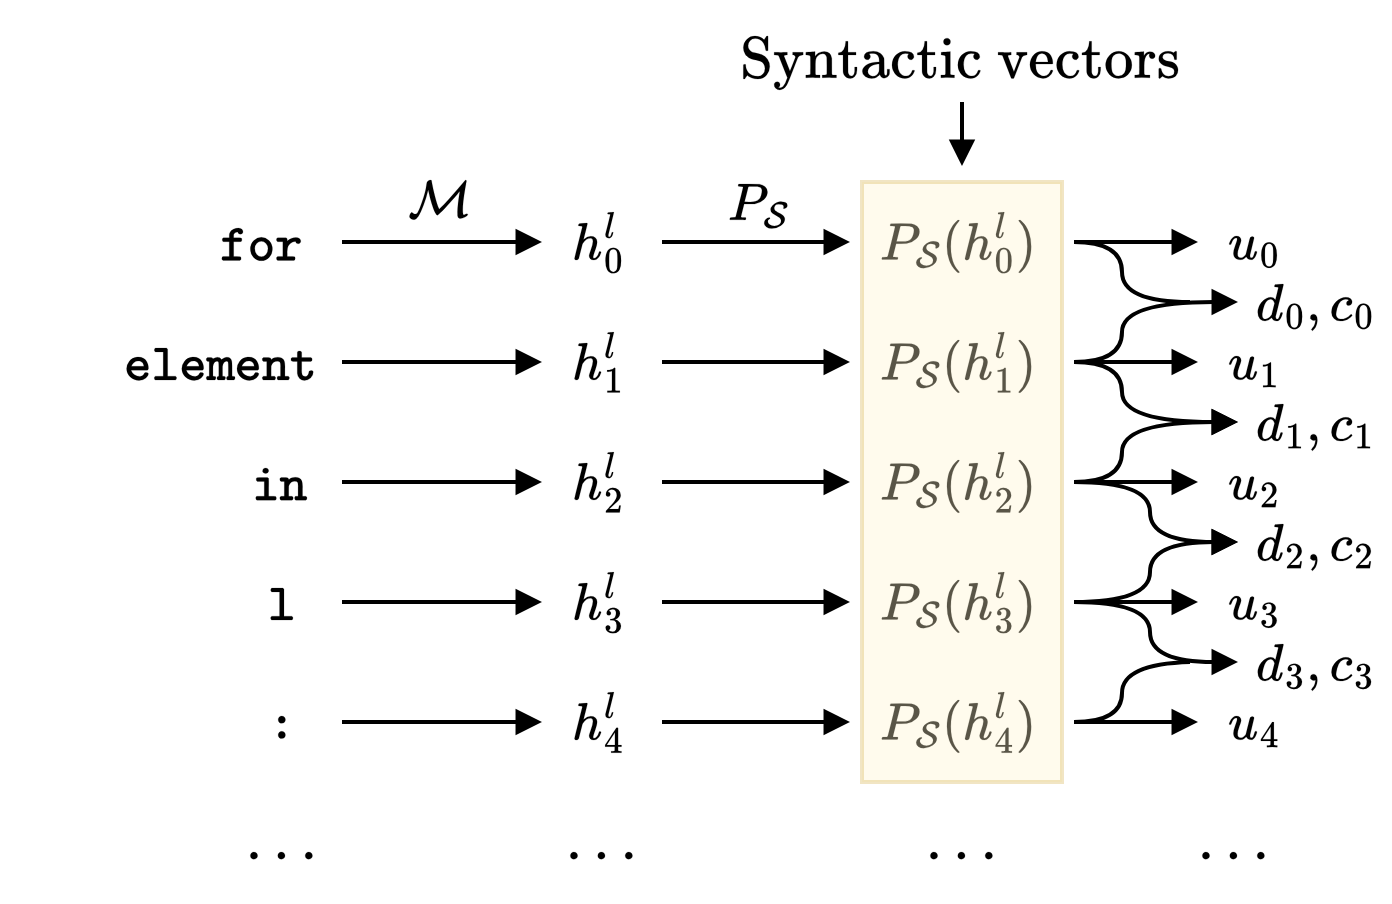 Syntactic vectors
$\mathcal{M}$ $P_{\mathcal{S}}$
for $h_0^l$ $P_{\mathcal{S}}(h_0^l)$ $u_0$
$d_0, c_0$
element $h_1^l$ $P_{\mathcal{S}}(h_1^l)$ $u_1$
$d_1, c_1$
in $h_2^l$ $P_{\mathcal{S}}(h_2^l)$ $u_2$
$d_2, c_2$
l $h_3^l$ $P_{\mathcal{S}}(h_3^l)$ $u_3$
$d_3, c_3$
: $h_4^l$ $P_{\mathcal{S}}(h_4^l)$ $u_4$
... ... ... ...